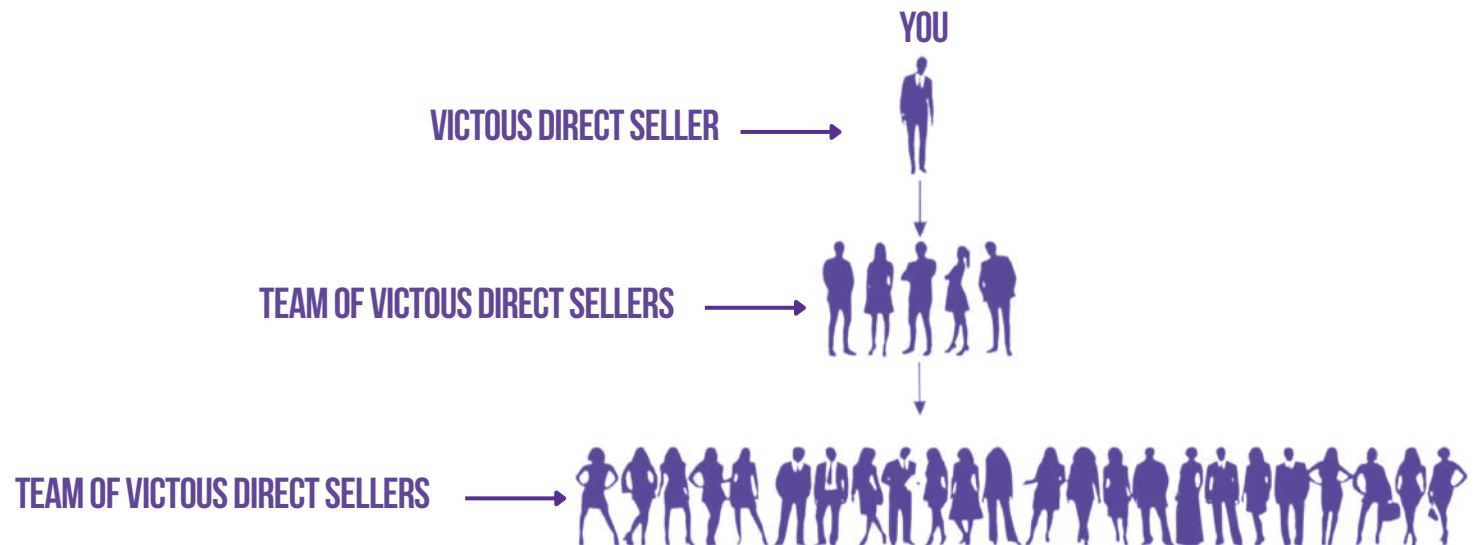 YOU
VICTOUS DIRECT SELLER
TEAM OF VICTOUS DIRECT SELLERS
TEAM OF VICTOUS DIRECT SELLERS